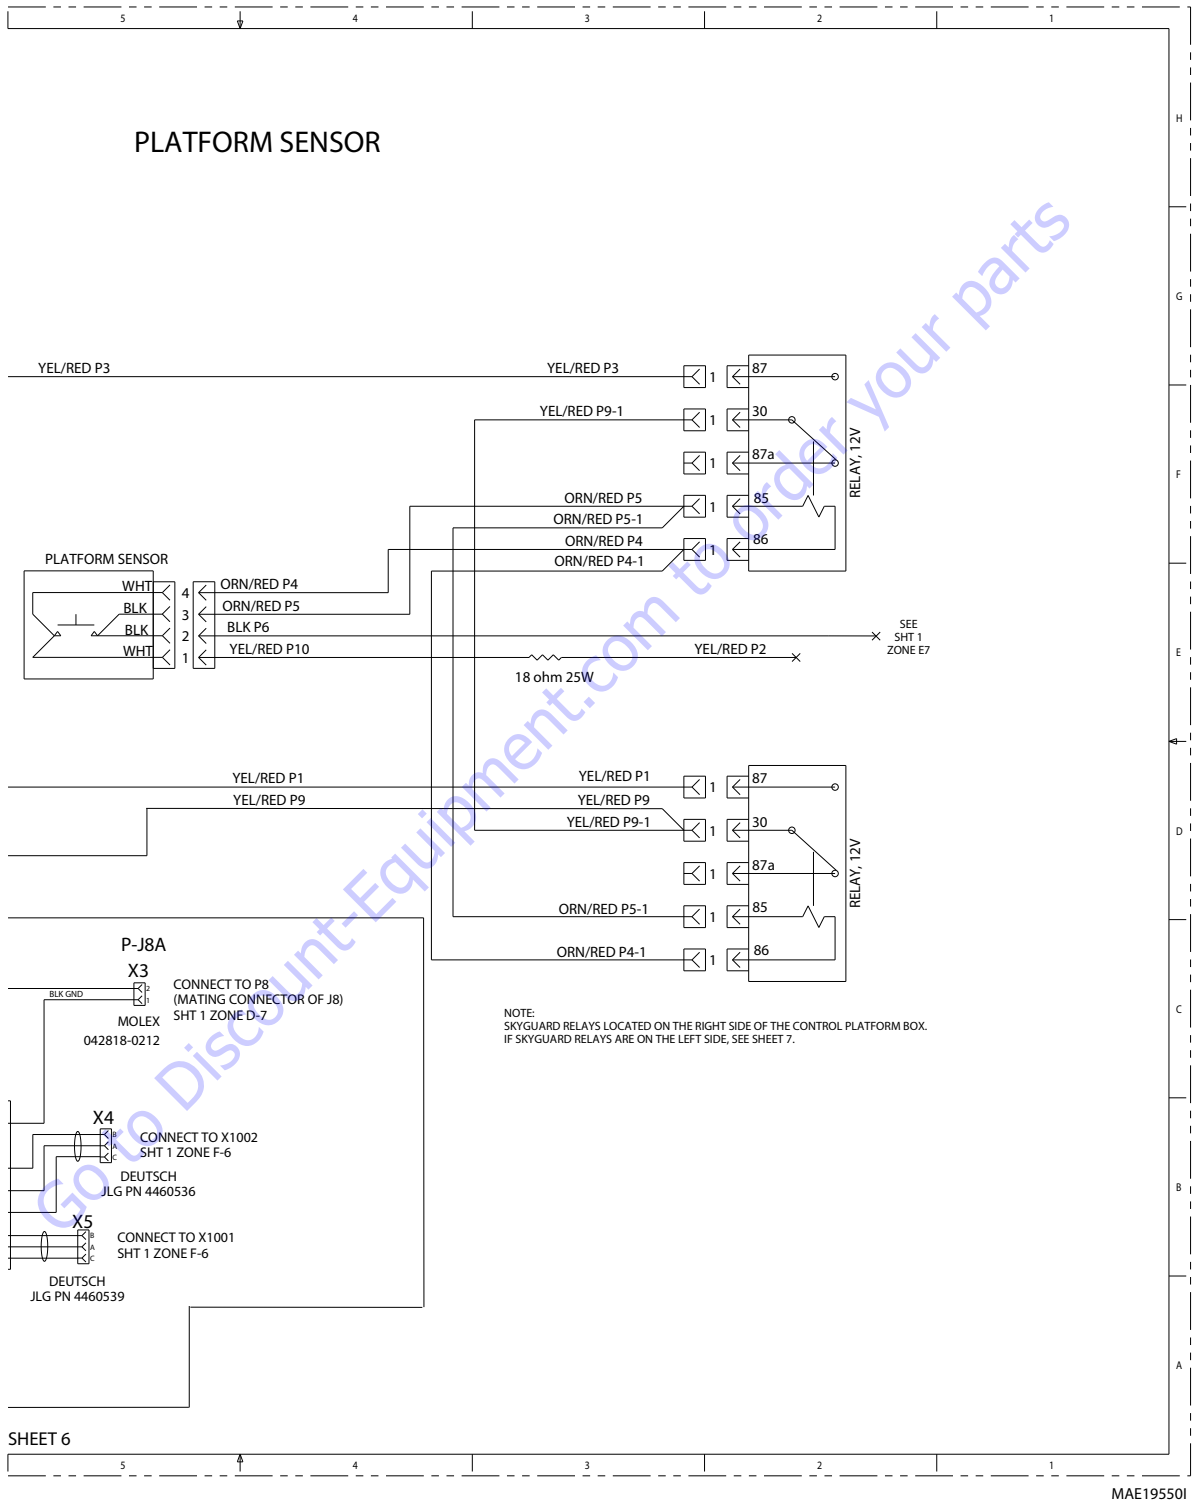 5 4 3 2 1
PLATFORM SENSOR
H
G
F
E
D
C
B
A
YEL/RED P3
YEL/RED P3
1
87
YEL/RED P9-1
1
30
1
87a
ORN/RED P5
1
85
ORN/RED P5-1
ORN/RED P4
1
86
ORN/RED P4-1
RELAY, 12V
PLATFORM SENSOR
WHT 4 ORN/RED P4
BLK 3 ORN/RED P5
BLK 2 BLK P6
WHT 1 YEL/RED P10
18 ohm 25W
YEL/RED P2
SEE
SHT 1
ZONE E7
YEL/RED P1
YEL/RED P1
1
87
YEL/RED P9
YEL/RED P9
YEL/RED P9-1
1
30
1
87a
ORN/RED P5-1
1
85
ORN/RED P4-1
1
86
RELAY, 12V
P-J8A
X3
2
BLK GND
1
CONNECT TO P8
(MATING CONNECTOR OF J8)
SHT 1 ZONE D-7
MOLEX
042818-0212
NOTE:
SKYGUARD RELAYS LOCATED ON THE RIGHT SIDE OF THE CONTROL PLATFORM BOX.
IF SKYGUARD RELAYS ARE ON THE LEFT SIDE, SEE SHEET 7.
X4
B
A
C
CONNECT TO X1002
SHT 1 ZONE F-6
DEUTSCH
JLG PN 4460536
X5
B
A
C
CONNECT TO X1001
SHT 1 ZONE F-6
DEUTSCH
JLG PN 4460539
SHEET 6
5 4 3 2 1
MAE19550I
Go to Discount-Equipment.com to order your parts